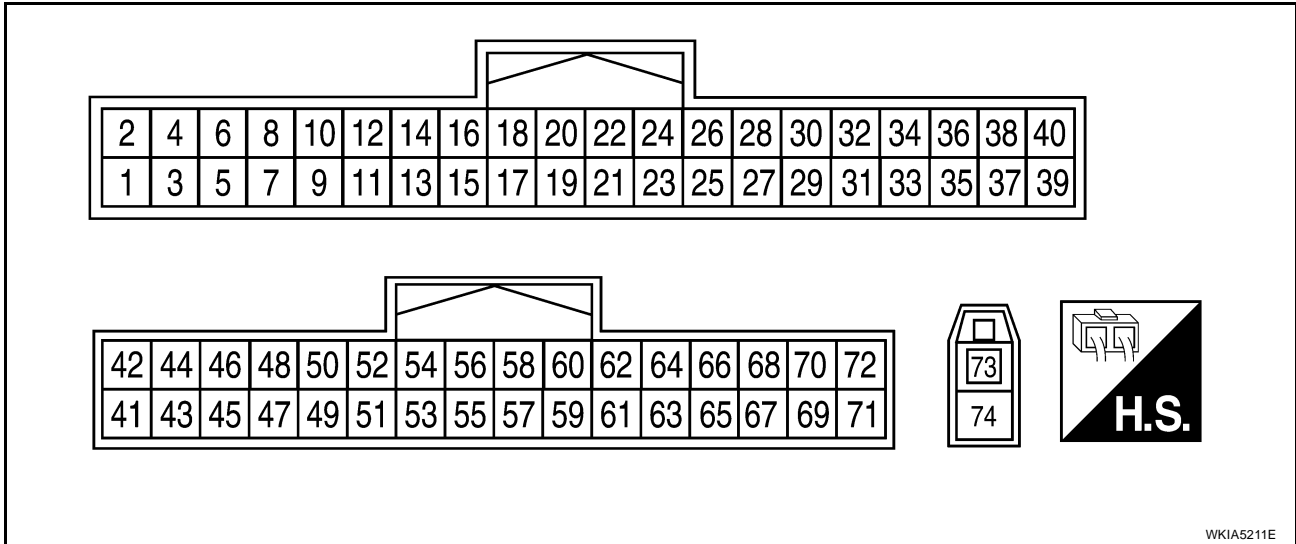 2 4 6 8 10 12 14 16 18 20 22 24 26 28 30 32 34 36 38 40
1 3 5 7 9 11 13 15 17 19 21 23 25 27 29 31 33 35 37 39
42 44 46 48 50 52 54 56 58 60 62 64 66 68 70 72
41 43 45 47 49 51 53 55 57 59 61 63 65 67 69 71
73
74
H.S.
WKIA5211E